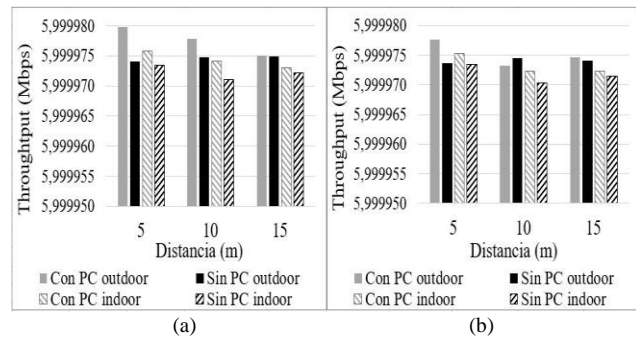 Throughtput (Mbps)
5,999980
5,999975
5,999970
5,999965
5,999960
5,999955
5,999950
5 10 15
Distancia (m)
Con PC outdoor Sin PC outdoor
Con PC indoor Sin PC indoor
(a)
Throughtput (Mbps)
5,999980
5,999975
5,999970
5,999965
5,999960
5,999955
5,999950
5 10 15
Distancia (m)
Con PC outdoor Sin PC outdoor
Con PC indoor Sin PC indoor
(b)